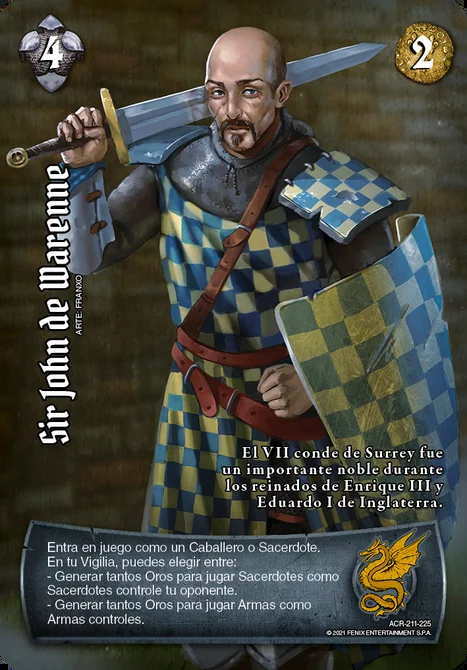 4
2
Sir John de Warenne
ARTE: FRANXO
El VII conde de Surrey fue
un importante noble durante
los reinados de Enrique III y
Eduardo I de Inglaterra.
Entra en juego como un Caballero o Sacerdote.
En tu Vigilia, puedes elegir entre:
- Generar tantos Oros para jugar Sacerdotes como
Sacerdotes controle tu oponente.
- Generar tantos Oros para jugar Armas como
Armas controles.
ACR-211-225
© 2021 FENIX ENTERTAINMENT S.P.A.